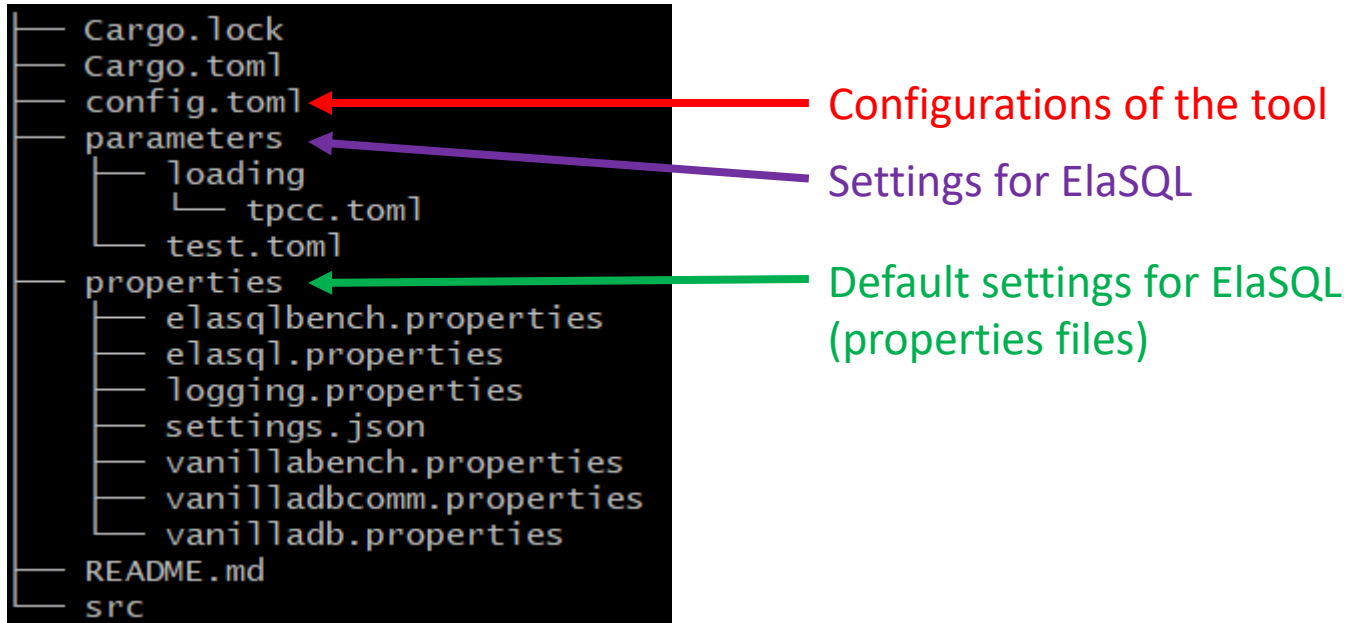 ├── Cargo.lock
├── Cargo.toml
├── config.toml
├── parameters
│   ├── loading
│   │   └── tpcc.toml
│   └── test.toml
├── properties
│   ├── elasqlbench.properties
│   ├── elasql.properties
│   ├── logging.properties
│   ├── settings.json
│   ├── vanillabench.properties
│   ├── vanilladbcomm.properties
│   └── vanilladb.properties
├── README.md
└── src
Configurations of the tool
Settings for ElaSQL
Default settings for ElaSQL
(properties files)